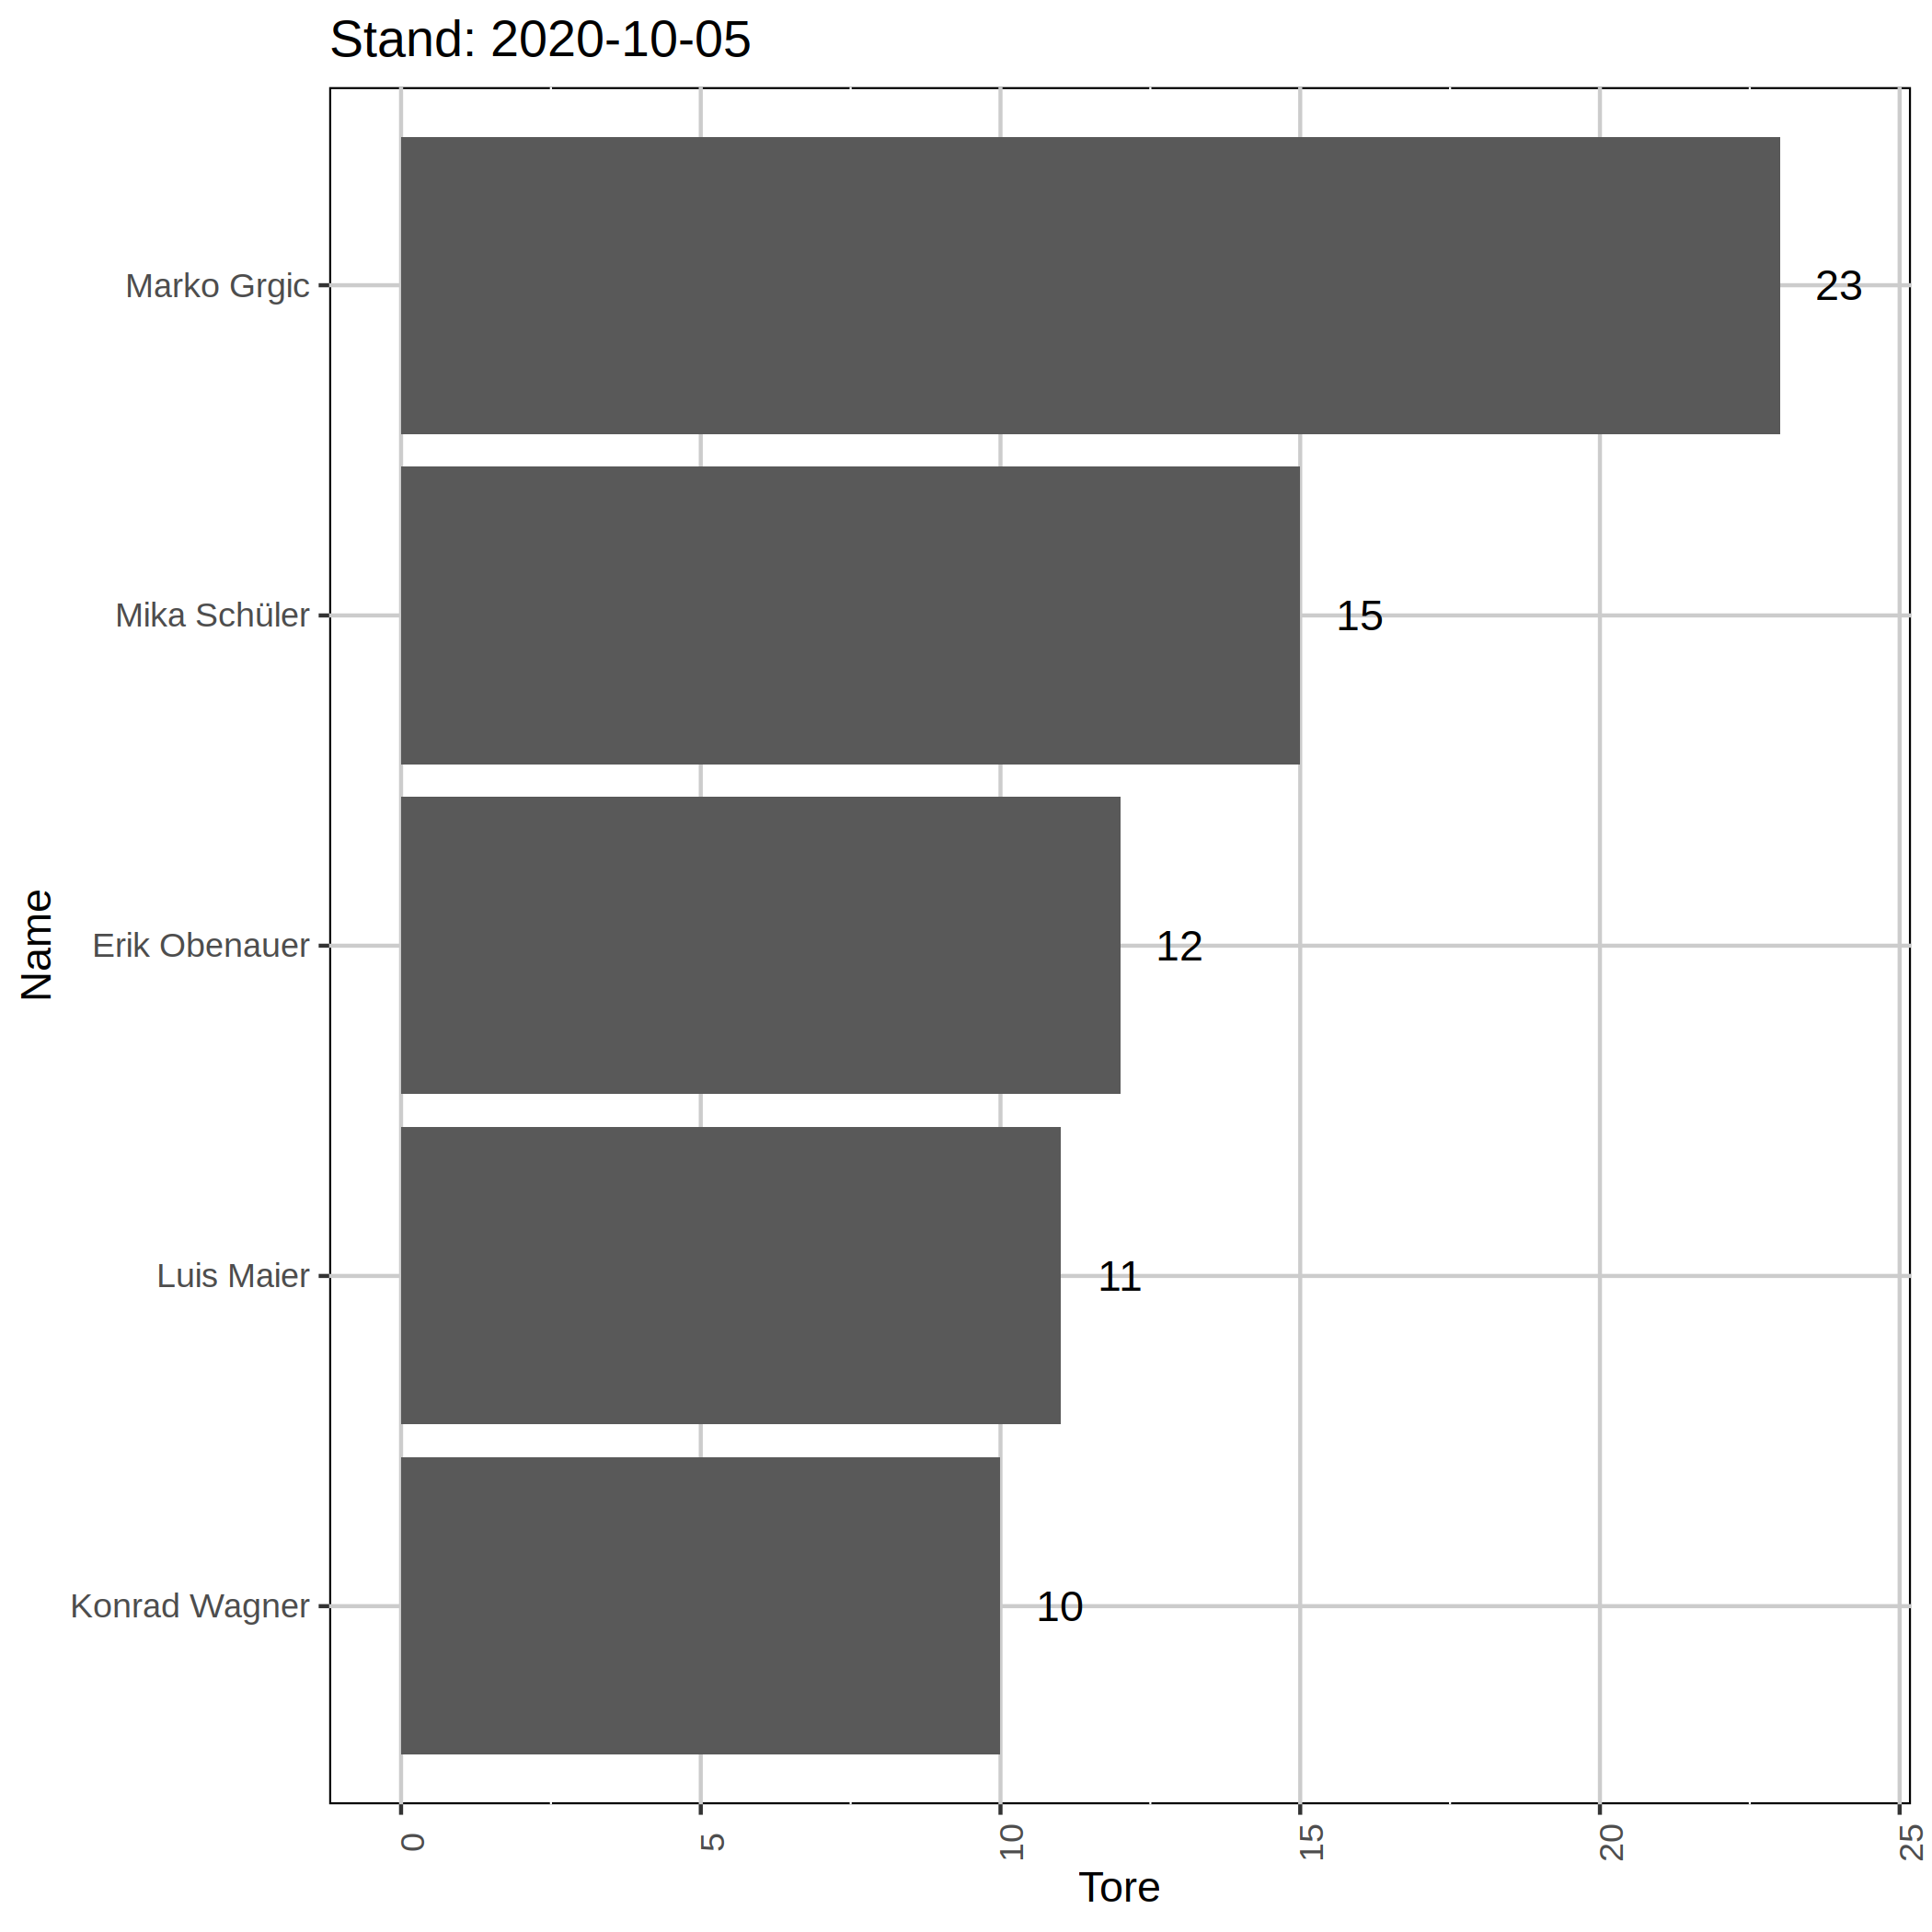 Stand: 2020-10-05
Name
Marko Grgic
23
Mika Schüler
15
Erik Obenauer
12
Luis Maier
11
Konrad Wagner
10
0 5 10 15 20 25
Tore